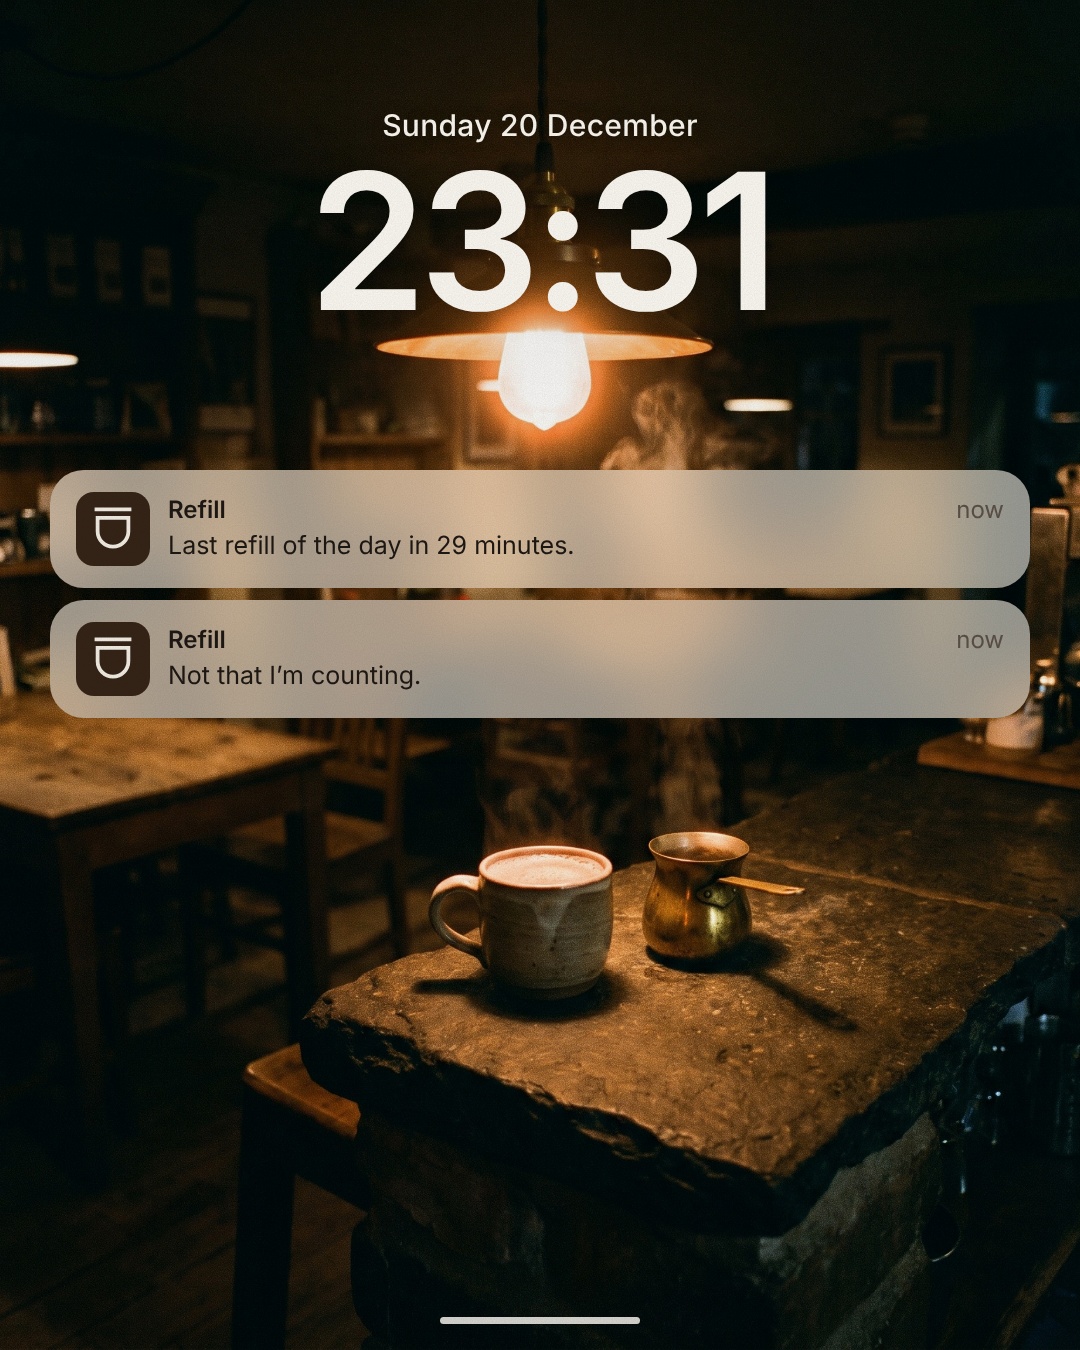 Sunday 20 December
23:31
Refill
now
Last refill of the day in 29 minutes.
Refill
now
Not that I’m counting.